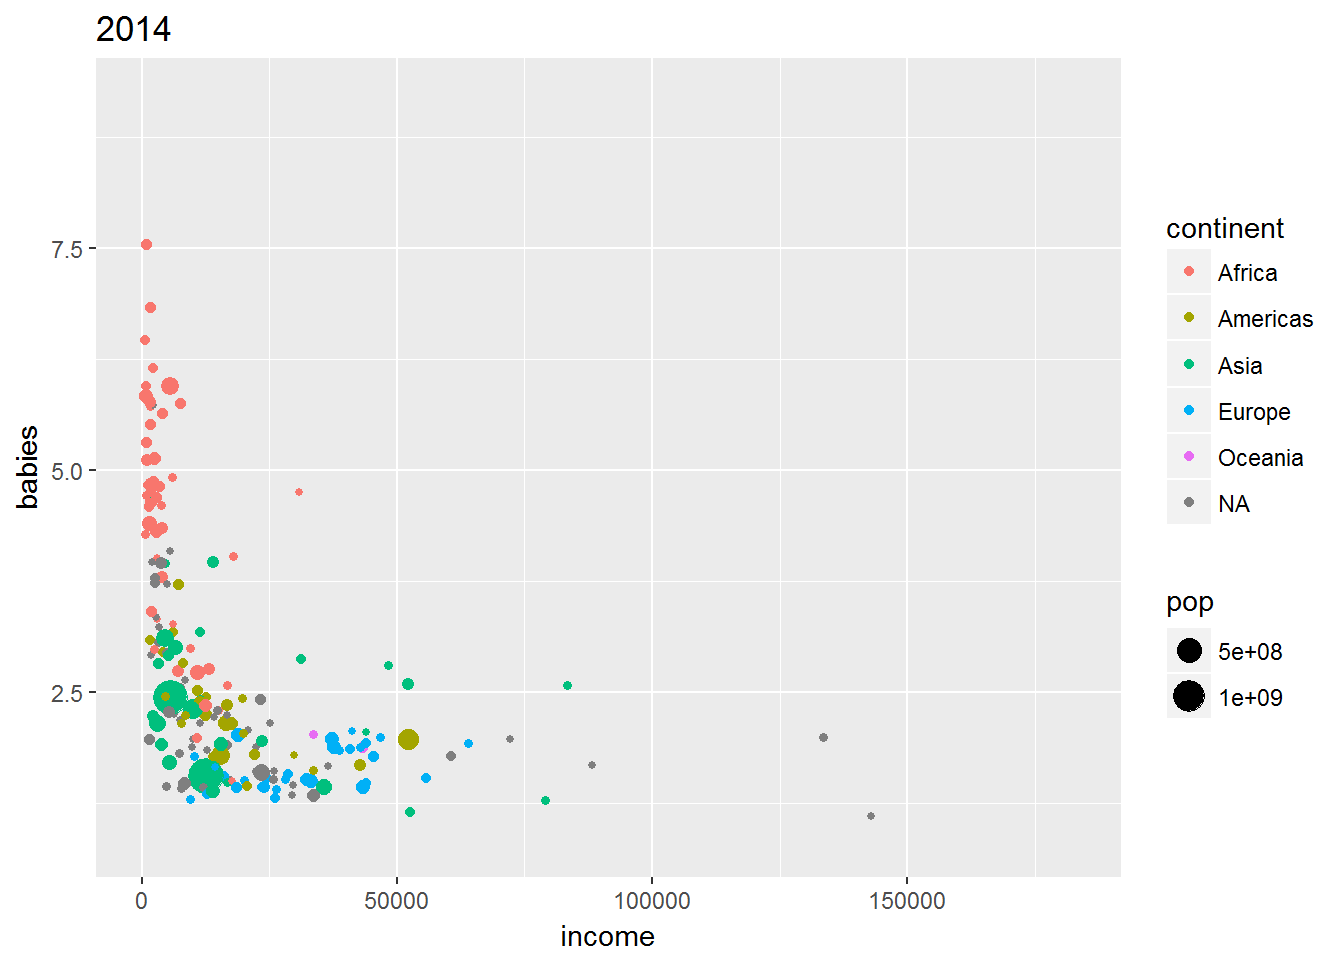 2014
babies
7.5
5.0
2.5
0
50000
100000
150000
income
continent
Africa
Americas
Asia
Europe
Oceania
NA
pop
5e+08
1e+09